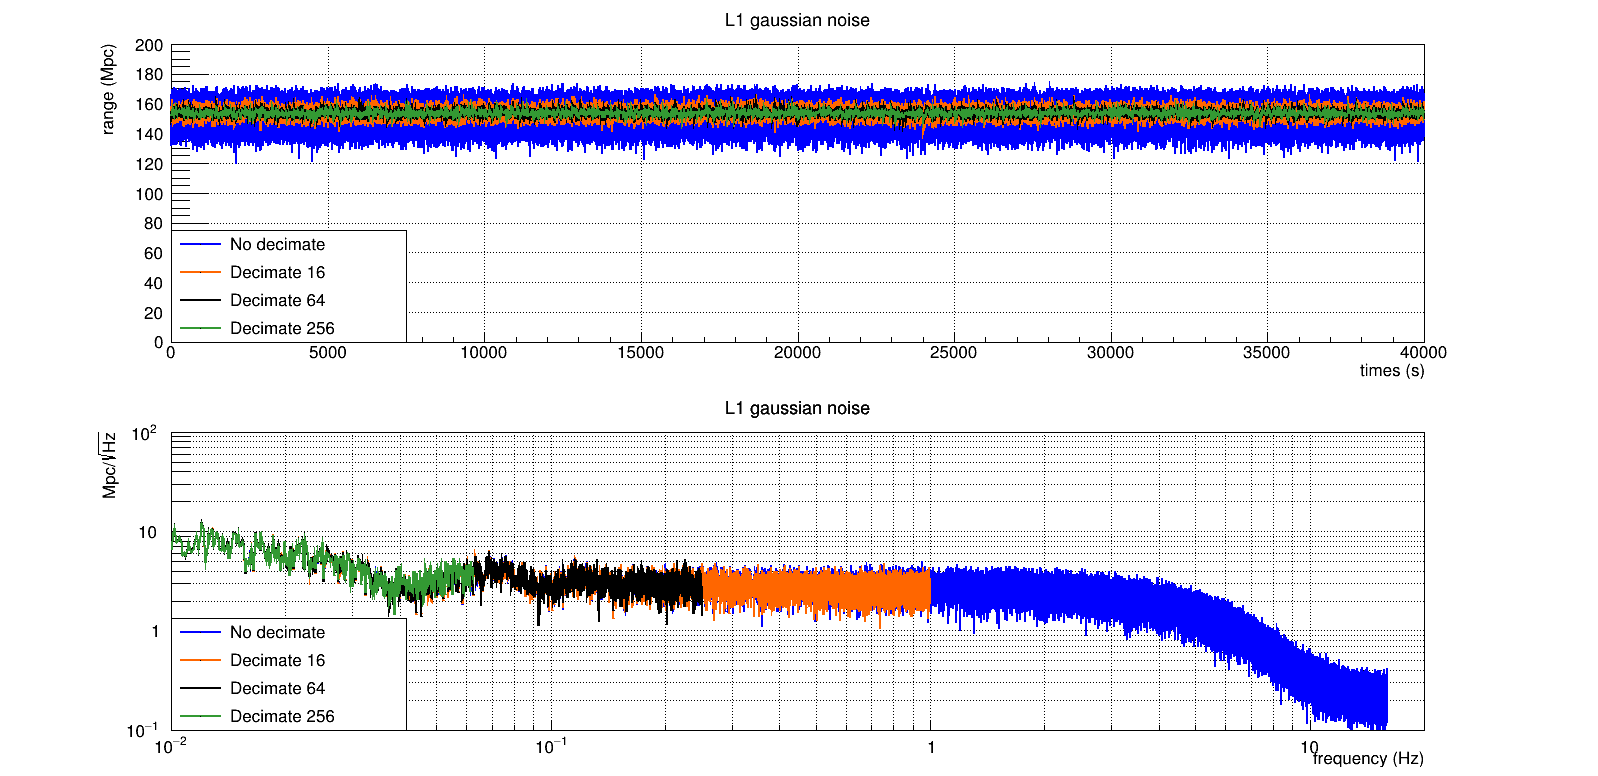 L1 gaussian noise
range (Mpc)
200
180
160
140
120
100
80
60
40
20
0
No decimate
Decimate 16
Decimate 64
Decimate 256
0 5000 10000 15000 20000 25000 30000 35000 40000
times (s)
L1 gaussian noise
Mpc/√Hz
10²
10
1
10⁻¹
No decimate
Decimate 16
Decimate 64
Decimate 256
10⁻² 10⁻¹ 1 10
frequency (Hz)